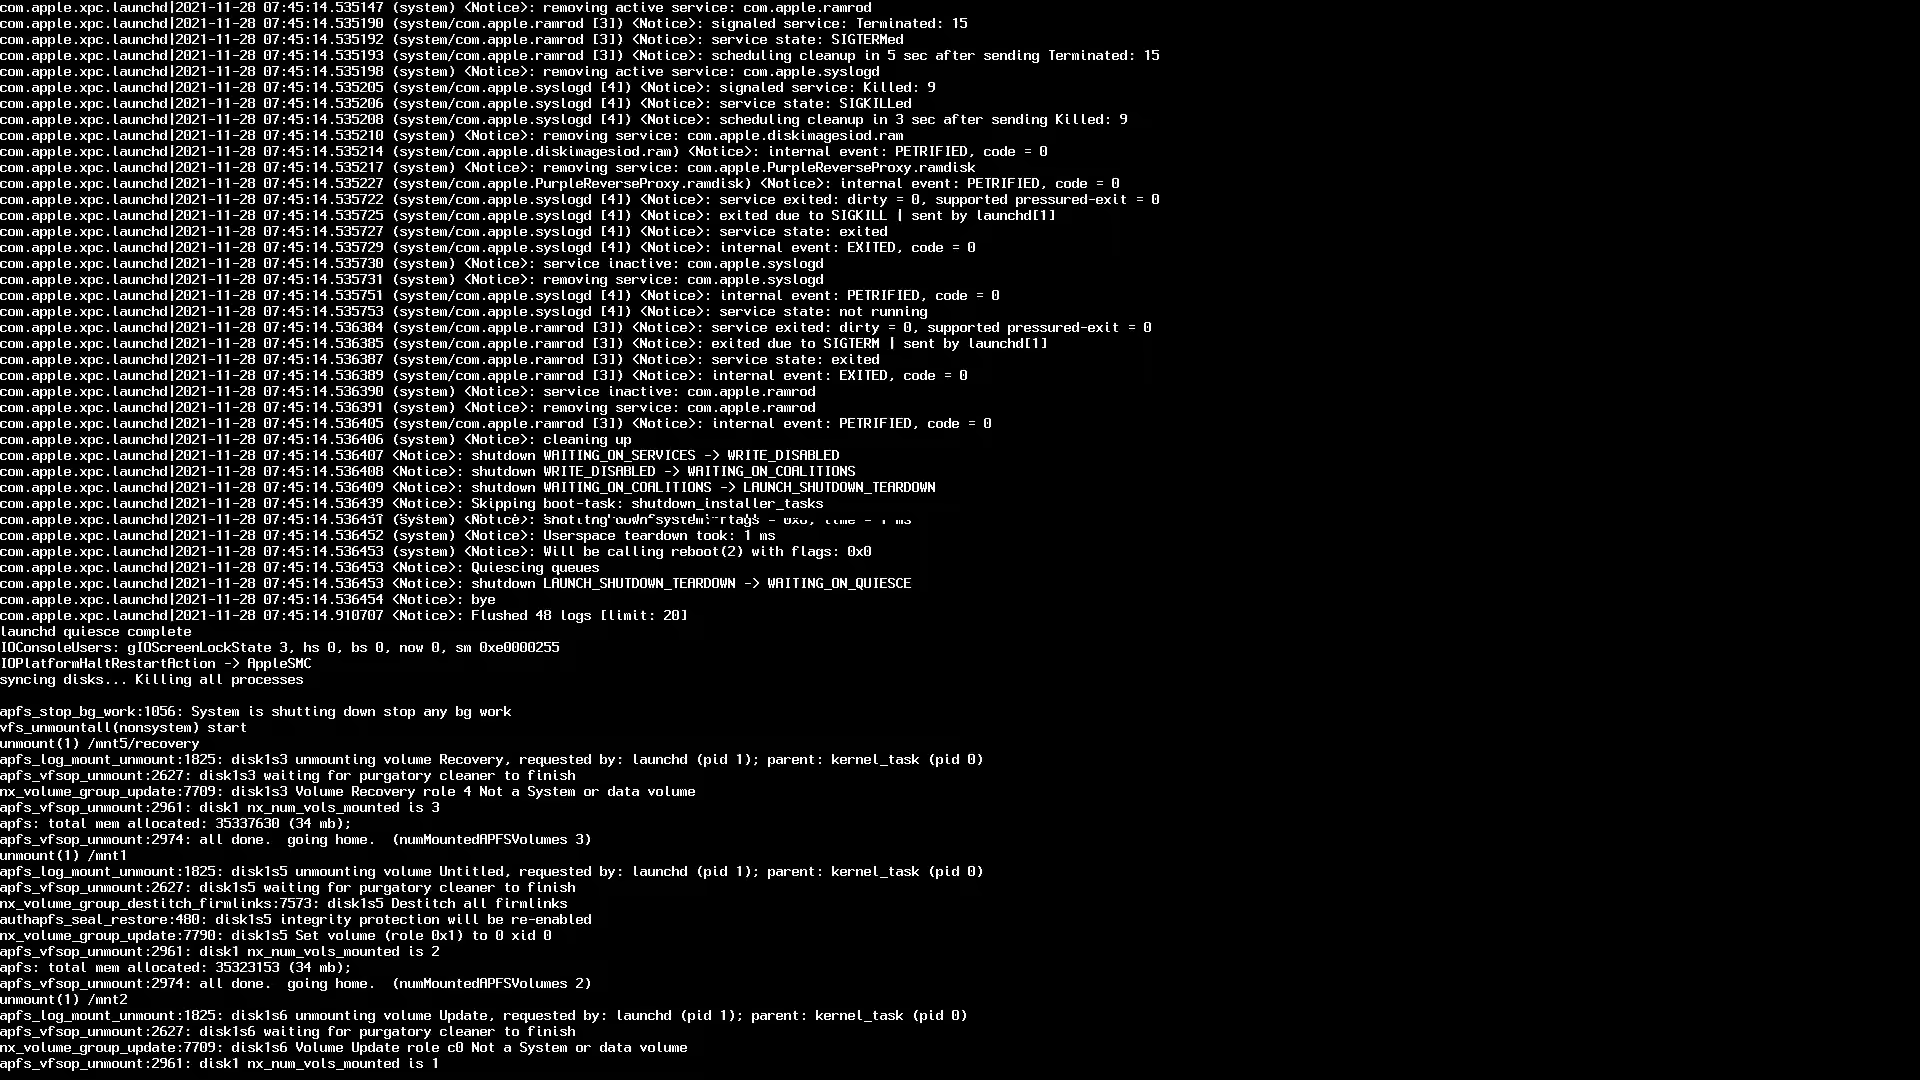 com.apple.xpc.launchd|2021-11-28 07:45:14.535147 (system) <Notice>: removing active service: com.apple.ramrod
com.apple.xpc.launchd|2021-11-28 07:45:14.535190 (system/com.apple.ramrod [3]) <Notice>: signaled service: Terminated: 15
com.apple.xpc.launchd|2021-11-28 07:45:14.535192 (system/com.apple.ramrod [3]) <Notice>: service state: SIGTERMed
com.apple.xpc.launchd|2021-11-28 07:45:14.535193 (system/com.apple.ramrod [3]) <Notice>: scheduling cleanup in 5 sec after sending Terminated: 15
com.apple.xpc.launchd|2021-11-28 07:45:14.535198 (system) <Notice>: removing active service: com.apple.syslogd
com.apple.xpc.launchd|2021-11-28 07:45:14.535205 (system/com.apple.syslogd [4]) <Notice>: signaled service: Killed: 9
com.apple.xpc.launchd|2021-11-28 07:45:14.535206 (system/com.apple.syslogd [4]) <Notice>: service state: SIGKILLed
com.apple.xpc.launchd|2021-11-28 07:45:14.535208 (system/com.apple.syslogd [4]) <Notice>: scheduling cleanup in 3 sec after sending Killed: 9
com.apple.xpc.launchd|2021-11-28 07:45:14.535210 (system) <Notice>: removing service: com.apple.diskimagesiod.ram
com.apple.xpc.launchd|2021-11-28 07:45:14.535214 (system/com.apple.diskimagesiod.ram) <Notice>: internal event: PETRIFIED, code = 0
com.apple.xpc.launchd|2021-11-28 07:45:14.535217 (system) <Notice>: removing service: com.apple.PurpleReverseProxy.ramdisk
com.apple.xpc.launchd|2021-11-28 07:45:14.535227 (system/com.apple.PurpleReverseProxy.ramdisk) <Notice>: internal event: PETRIFIED, code = 0
com.apple.xpc.launchd|2021-11-28 07:45:14.535722 (system/com.apple.syslogd [4]) <Notice>: service exited: dirty = 0, supported pressured-exit = 0
com.apple.xpc.launchd|2021-11-28 07:45:14.535725 (system/com.apple.syslogd [4]) <Notice>: exited due to SIGKILL | sent by launchd[1]
com.apple.xpc.launchd|2021-11-28 07:45:14.535727 (system/com.apple.syslogd [4]) <Notice>: service state: exited
com.apple.xpc.launchd|2021-11-28 07:45:14.535729 (system/com.apple.syslogd [4]) <Notice>: internal event: EXITED, code = 0
com.apple.xpc.launchd|2021-11-28 07:45:14.535730 (system) <Notice>: service inactive: com.apple.syslogd
com.apple.xpc.launchd|2021-11-28 07:45:14.535731 (system) <Notice>: removing service: com.apple.syslogd
com.apple.xpc.launchd|2021-11-28 07:45:14.535751 (system/com.apple.syslogd [4]) <Notice>: internal event: PETRIFIED, code = 0
com.apple.xpc.launchd|2021-11-28 07:45:14.535753 (system/com.apple.syslogd [4]) <Notice>: service state: not running
com.apple.xpc.launchd|2021-11-28 07:45:14.536384 (system/com.apple.ramrod [3]) <Notice>: service exited: dirty = 0, supported pressured-exit = 0
com.apple.xpc.launchd|2021-11-28 07:45:14.536385 (system/com.apple.ramrod [3]) <Notice>: exited due to SIGTERM | sent by launchd[1]
com.apple.xpc.launchd|2021-11-28 07:45:14.536387 (system/com.apple.ramrod [3]) <Notice>: service state: exited
com.apple.xpc.launchd|2021-11-28 07:45:14.536389 (system/com.apple.ramrod [3]) <Notice>: internal event: EXITED, code = 0
com.apple.xpc.launchd|2021-11-28 07:45:14.536390 (system) <Notice>: service inactive: com.apple.ramrod
com.apple.xpc.launchd|2021-11-28 07:45:14.536391 (system) <Notice>: removing service: com.apple.ramrod
com.apple.xpc.launchd|2021-11-28 07:45:14.536405 (system/com.apple.ramrod [3]) <Notice>: internal event: PETRIFIED, code = 0
com.apple.xpc.launchd|2021-11-28 07:45:14.536406 (system) <Notice>: cleaning up
com.apple.xpc.launchd|2021-11-28 07:45:14.536407 <Notice>: shutdown WAITING_ON_SERVICES -> WRITE_DISABLED
com.apple.xpc.launchd|2021-11-28 07:45:14.536408 <Notice>: shutdown WRITE_DISABLED -> WAITING_ON_COALITIONS
com.apple.xpc.launchd|2021-11-28 07:45:14.536409 <Notice>: shutdown WAITING_ON_COALITIONS -> LAUNCH_SHUTDOWN_TEARDOWN
com.apple.xpc.launchd|2021-11-28 07:45:14.536439 <Notice>: Skipping boot-task: shutdown_installer_tasks
com.apple.xpc.launchd|2021-11-28 (system) <Notice>: shutting down system:
com.apple.xpc.launchd|2021-11-28 07:45:14.536452 (system) <Notice>: Userspace teardown took: 1 ms
com.apple.xpc.launchd|2021-11-28 07:45:14.536453 (system) <Notice>: Will be calling reboot(2) with flags: 0x0
com.apple.xpc.launchd|2021-11-28 07:45:14.536453 <Notice>: Quiescing queues
com.apple.xpc.launchd|2021-11-28 07:45:14.536453 <Notice>: shutdown LAUNCH_SHUTDOWN_TEARDOWN -> WAITING_ON_QUIESCE
com.apple.xpc.launchd|2021-11-28 07:45:14.536454 <Notice>: bye
com.apple.xpc.launchd|2021-11-28 07:45:14.910707 <Notice>: Flushed 48 logs [limit: 20]
launchd quiesce complete
IOConsoleUsers: gIOScreenLockState 3, hs 0, bs 0, now 0, sm 0xe0000255
IOPlatformHaltRestartAction -> AppleSMC
syncing disks... Killing all processes
apfs_stop_bg_work:1056: System is shutting down stop any bg work
vfs_unmountall(nonsystem) start
unmount(1) /mnt5/recovery
apfs_log_mount_unmount:1825: disk1s3 unmounting volume Recovery, requested by: launchd (pid 1); parent: kernel_task (pid 0)
apfs_vfsop_unmount:2627: disk1s3 waiting for purgatory cleaner to finish
nx_volume_group_update:7709: disk1s3 Volume Recovery role 4 Not a System or data volume
apfs_vfsop_unmount:2961: disk1 nx_num_vols_mounted is 3
apfs: total mem allocated: 35337630 (34 mb);
apfs_vfsop_unmount:2974: all done.  going home.  (numMountedAPFSVolumes 3)
unmount(1) /mnt1
apfs_log_mount_unmount:1825: disk1s5 unmounting volume Untitled, requested by: launchd (pid 1); parent: kernel_task (pid 0)
apfs_vfsop_unmount:2627: disk1s5 waiting for purgatory cleaner to finish
nx_volume_group_destitch_firmlinks:7573: disk1s5 Destitch all firmlinks
authapfs_seal_restore:480: disk1s5 integrity protection will be re-enabled
nx_volume_group_update:7790: disk1s5 Set volume (role 0x1) to 0 xid 0
apfs_vfsop_unmount:2961: disk1 nx_num_vols_mounted is 2
apfs: total mem allocated: 35323153 (34 mb);
apfs_vfsop_unmount:2974: all done.  going home.  (numMountedAPFSVolumes 2)
unmount(1) /mnt2
apfs_log_mount_unmount:1825: disk1s6 unmounting volume Update, requested by: launchd (pid 1); parent: kernel_task (pid 0)
apfs_vfsop_unmount:2627: disk1s6 waiting for purgatory cleaner to finish
nx_volume_group_update:7709: disk1s6 Volume Update role c0 Not a System or data volume
apfs_vfsop_unmount:2961: disk1 nx_num_vols_mounted is 1